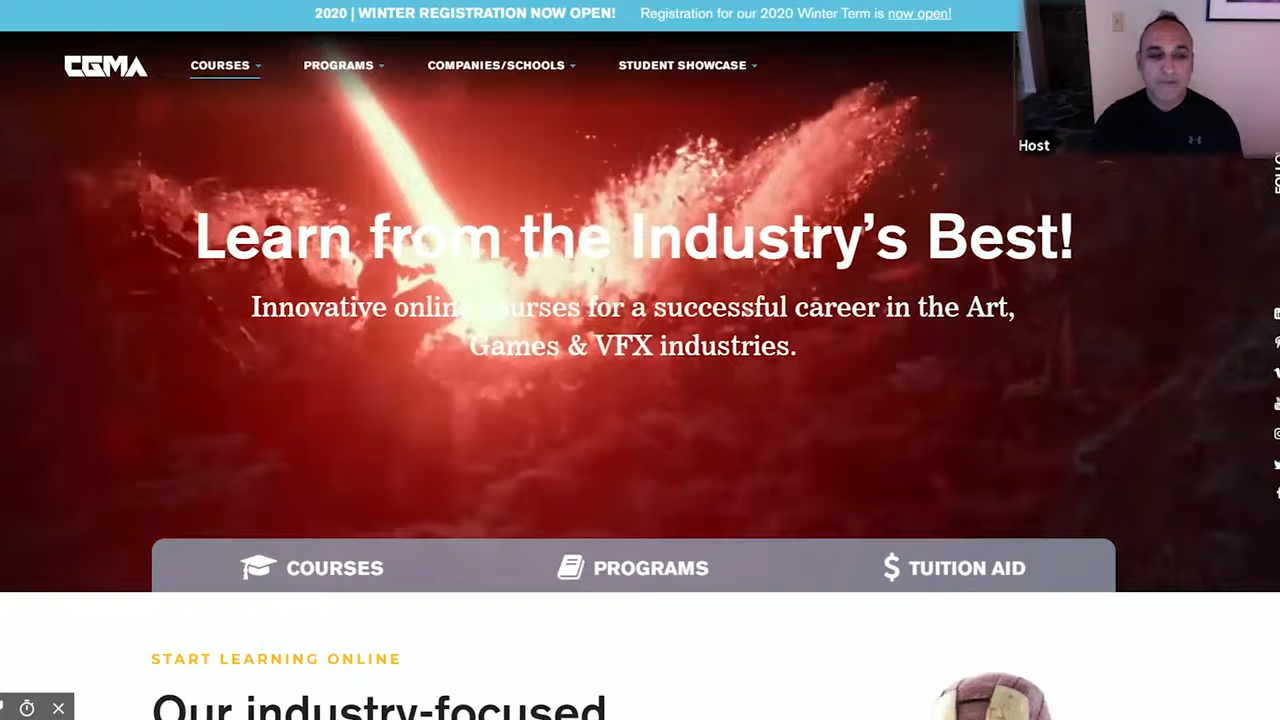 2020 | WINTER REGISTRATION NOW OPEN! Registration for our 2020 Winter Term is now open!
CGMA COURSES PROGRAMS COMPANIES/SCHOOLS STUDENT SHOWCASE
Host
Learn from the Industry's Best!
Innovative online courses for a successful career in the Art,
Games & VFX industries.
COURSES PROGRAMS TUITION AID
START LEARNING ONLINE
Our industry-focused